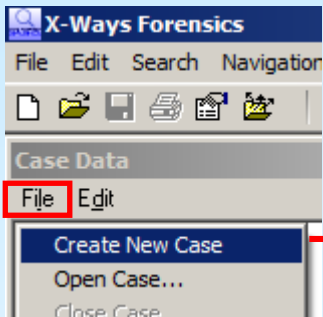 X-Ways Forensics
File Edit Search Navigation
Case Data
File Edit
Create New Case
Open Case...
Close Case